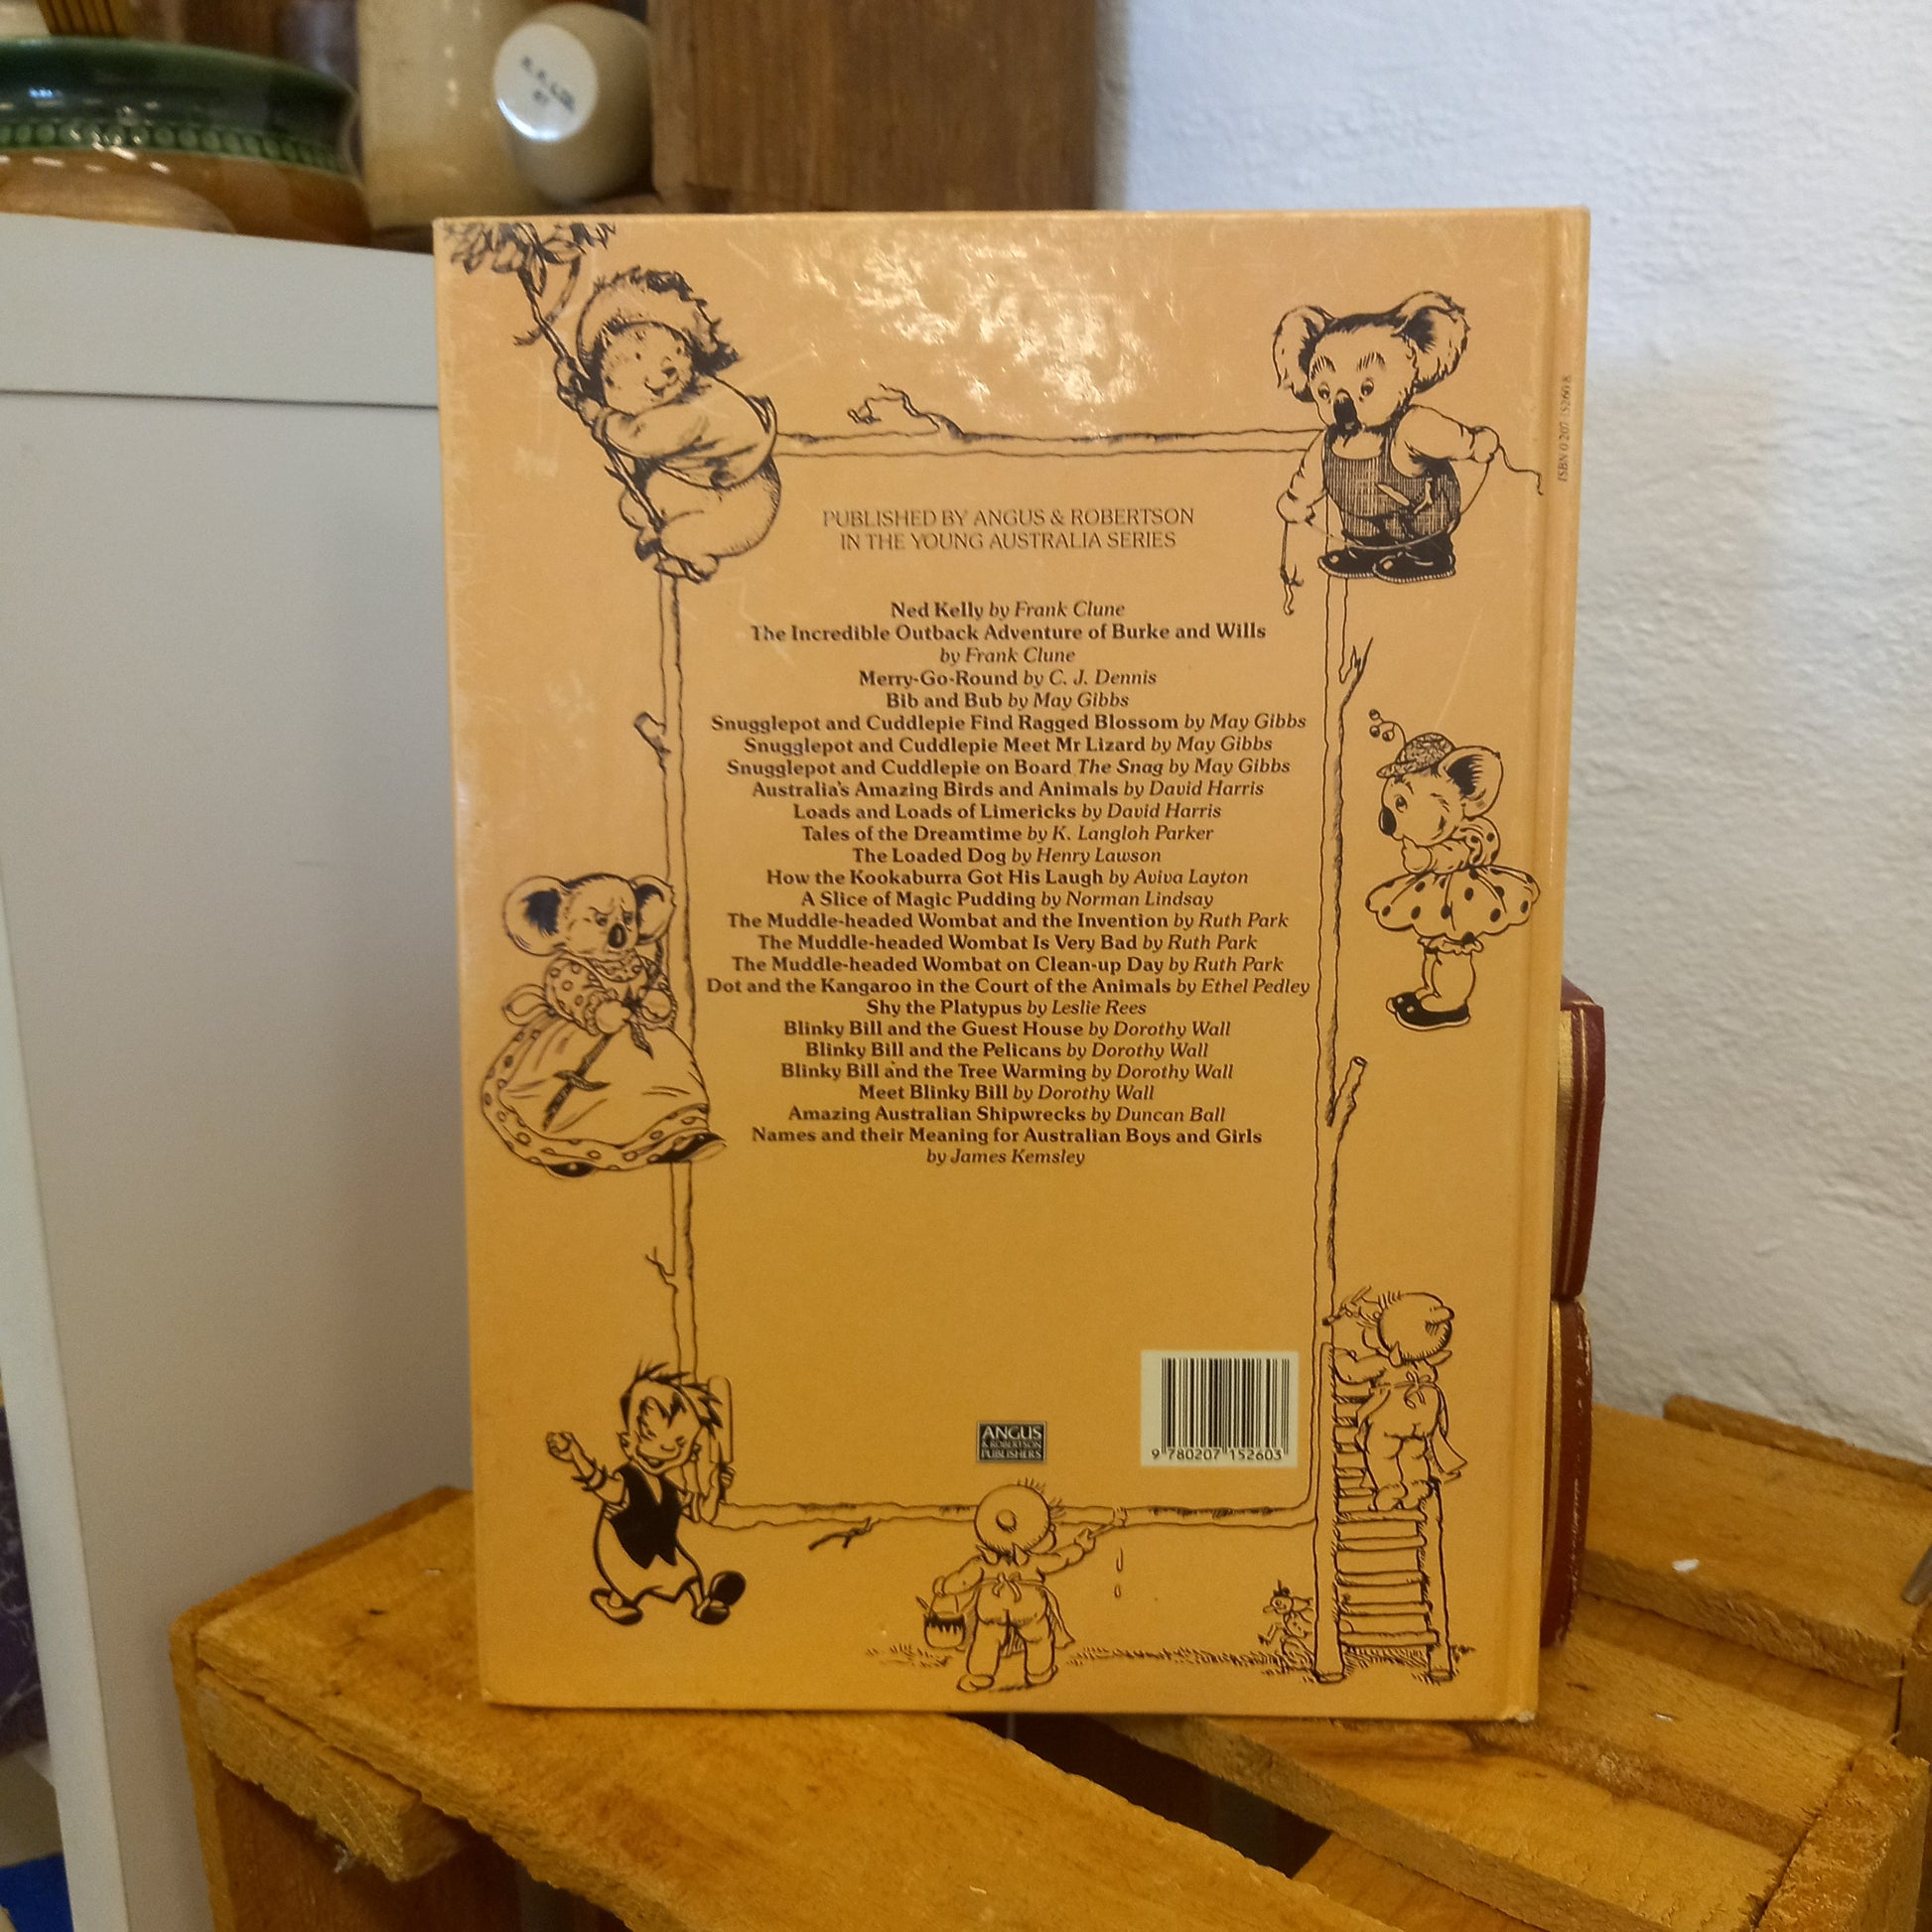 PUBLISHED BY ANGUS & ROBERTSON
IN THE YOUNG AUSTRALIA SERIES
Ned Kelly by Frank Clune
The Incredible Outback Adventure of Burke and Wills
by Frank Clune
Merry-Go-Round by C. J. Dennis
Bib and Bub by May Gibbs
Snugglepot and Cuddlepie Find Ragged Blossom by May Gibbs
Snugglepot and Cuddlepie Meet Mr Lizard by May Gibbs
Snugglepot and Cuddlepie on Board The Snag by May Gibbs
Australia's Amazing Birds and Animals by David Harris
Loads and Loads of Limericks by David Harris
Tales of the Dreamtime by K. Langloh Parker
The Loaded Dog by Henry Lawson
How the Kookaburra Got His Laugh by Aviva Layton
A Slice of Magic Pudding by Norman Lindsay
The Muddle-headed Wombat and the Invention by Ruth Park
The Muddle-headed Wombat Is Very Bad by Ruth Park
The Muddle-headed Wombat on Clean-up Day by Ruth Park
Dot and the Kangaroo in the Court of the Animals by Ethel Pedley
Shy the Platypus by Leslie Rees
Blinky Bill and the Guest House by Dorothy Wall
Blinky Bill and the Pelicans by Dorothy Wall
Blinky Bill and the Tree Warming by Dorothy Wall
Meet Blinky Bill by Dorothy Wall
Amazing Australian Shipwrecks by Duncan Ball
Names and their Meaning for Australian Boys and Girls
by James Kemsley
ANGUS
& ROBERTSON
PUBLISHERS
9 780207 152603
ISBN 0 207 15260 8